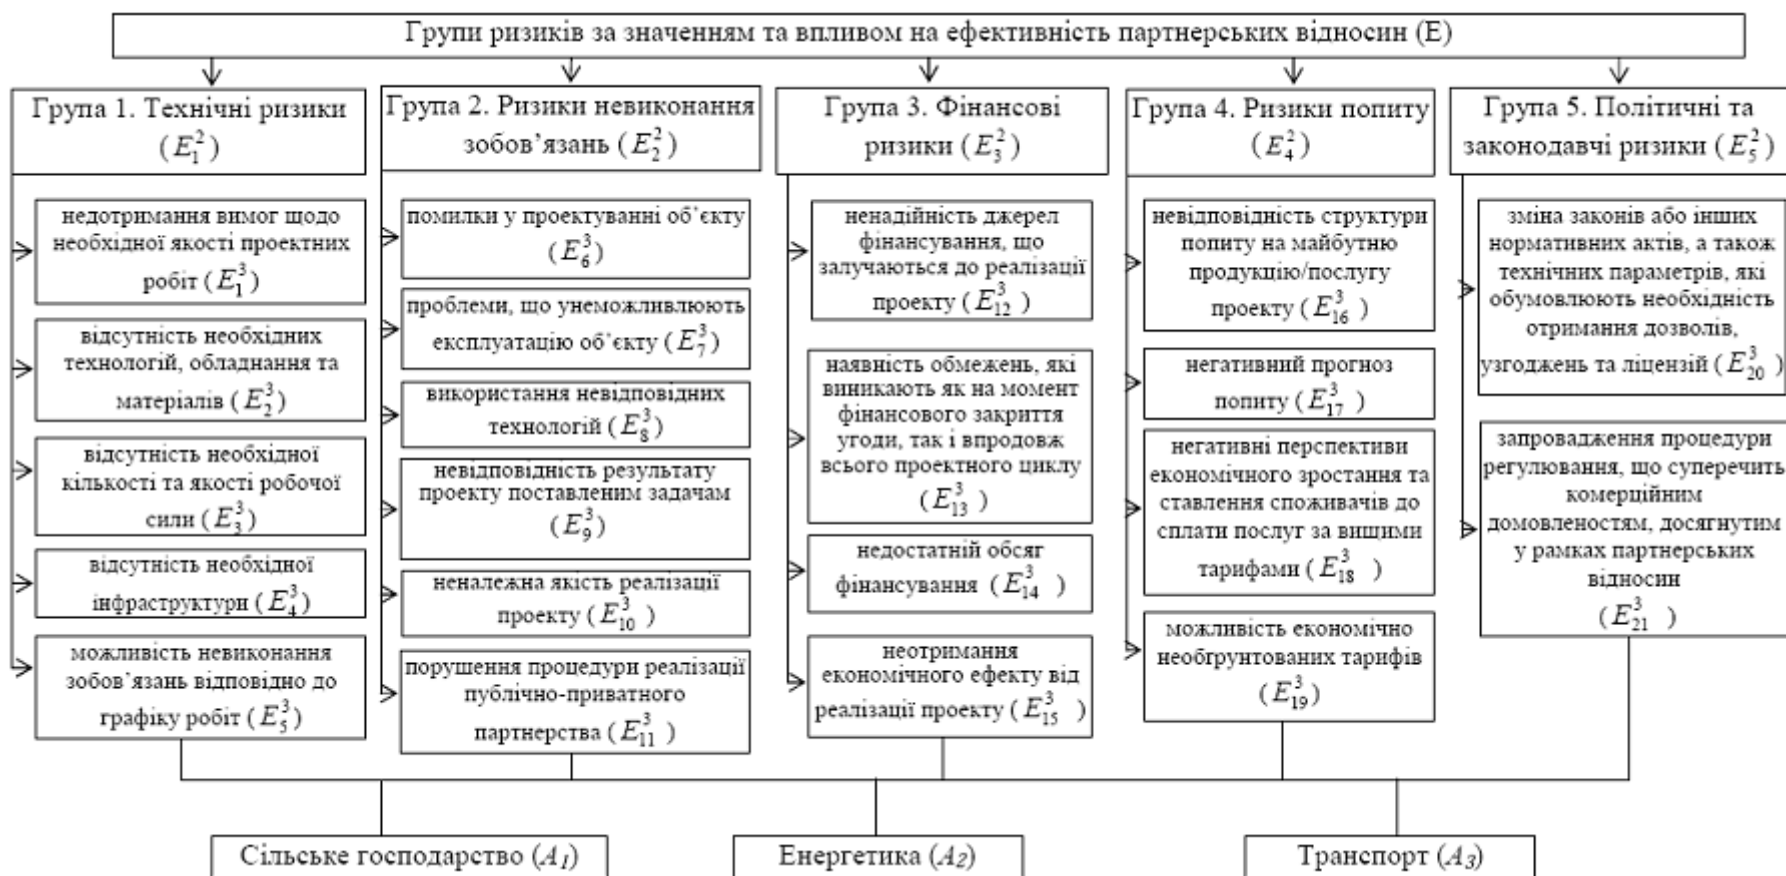 Групи ризиків за значенням та впливом на ефективність партнерських відносин (Е)
Група 1. Технічні ризики
(E₁²)
недотримання вимог щодо
необхідної якості проектних
робіт (E₁³)
відсутність необхідних
технологій, обладнання та
матеріалів (E₂³)
відсутність необхідної
кількості та якості робочої
сили (E₃³)
відсутність необхідної
інфраструктури (E₄³)
можливість невиконання
зобов’язань відповідно до
графіку робіт (E₅³)
Група 2. Ризики невиконання
зобов’язань (E₂²)
помилки у проектуванні об’єкту
(E₆³)
проблеми, що унеможливлюють
експлуатацію об’єкту (E₇³)
використання невідповідних
технологій (E₈³)
невідповідність результату
проекту поставленим задачам
(E₉³)
неналежна якість реалізації
проекту (E₁₀³)
порушення процедури реалізації
публічно-приватного
партнерства (E₁₁³)
Група 3. Фінансові
ризики (E₃²)
ненадійність джерел
фінансування, що
залучаються до реалізації
проекту (E₁₂³)
наявність обмежень, які
виникають як на момент
фінансового закриття
угоди, так і впродовж
всього проектного циклу
(E₁₃³)
недостатній обсяг
фінансування (E₁₄³)
неотримання
економічного ефекту від
реалізації проекту (E₁₅³)
Група 4. Ризики попиту
(E₄²)
невідповідність структури
попиту на майбутню
продукцію/послугу
проекту (E₁₆³)
негативний прогноз
попиту (E₁₇³)
негативні перспективи
економічного зростання та
ставлення споживачів до
сплати послуг за вищими
тарифами (E₁₈³)
можливість економічно
необґрунтованих тарифів
(E₁₉³)
Група 5. Політичні та
законодавчі ризики (E₅²)
зміна законів або інших
нормативних актів, а також
технічних параметрів, які
обумовлюють необхідність
отримання дозволів,
узгоджень та ліцензій (E₂₀³)
запровадження процедури
регулювання, що суперечить
комерційним
домовленостям, досягнутим
у рамках партнерських
відносин
(E₂₁³)
Сільське господарство (A₁)
Енергетика (A₂)
Транспорт (A₃)